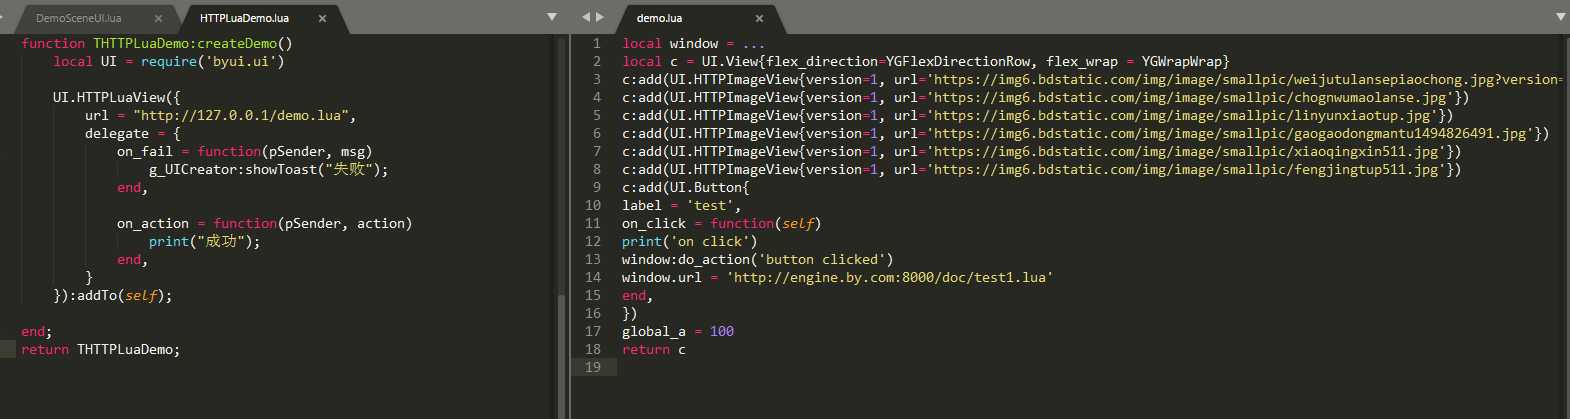 DemoSceneUI.lua
HTTPLuaDemo.lua
function THTTPLuaDemo:createDemo()
local UI = require('byui.ui')
UI.HTTPLuaView({
url = "http://127.0.0.1/demo.lua",
delegate = {
on_fail = function(pSender, msg)
g_UICreator:showToast("失败");
end,
on_action = function(pSender, action)
print("成功");
end,
}
}):addTo(self);
end;
return THTTPLuaDemo;
demo.lua
1 local window = ...
2 local c = UI.View{flex_direction=YGFlexDirectionRow, flex_wrap = YGWrapWrap}
3 c:add(UI.HTTPImageView{version=1, url='https://img6.bdstatic.com/img/image/smallpic/weijutulansepiaochong.jpg?version=
4 c:add(UI.HTTPImageView{version=1, url='https://img6.bdstatic.com/img/image/smallpic/chognwumaolanse.jpg'})
5 c:add(UI.HTTPImageView{version=1, url='https://img6.bdstatic.com/img/image/smallpic/linyunxiaotup.jpg'})
6 c:add(UI.HTTPImageView{version=1, url='https://img6.bdstatic.com/img/image/smallpic/gaogaodongmantu1494826491.jpg'})
7 c:add(UI.HTTPImageView{version=1, url='https://img6.bdstatic.com/img/image/smallpic/xiaoqingxin511.jpg'})
8 c:add(UI.HTTPImageView{version=1, url='https://img6.bdstatic.com/img/image/smallpic/fengjingtup511.jpg'})
9 c:add(UI.Button{
10 label = 'test',
11 on_click = function(self)
12 print('on click')
13 window:do_action('button clicked')
14 window.url = 'http://engine.by.com:8000/doc/test1.lua'
15 end,
16 })
17 global_a = 100
18 return c
19